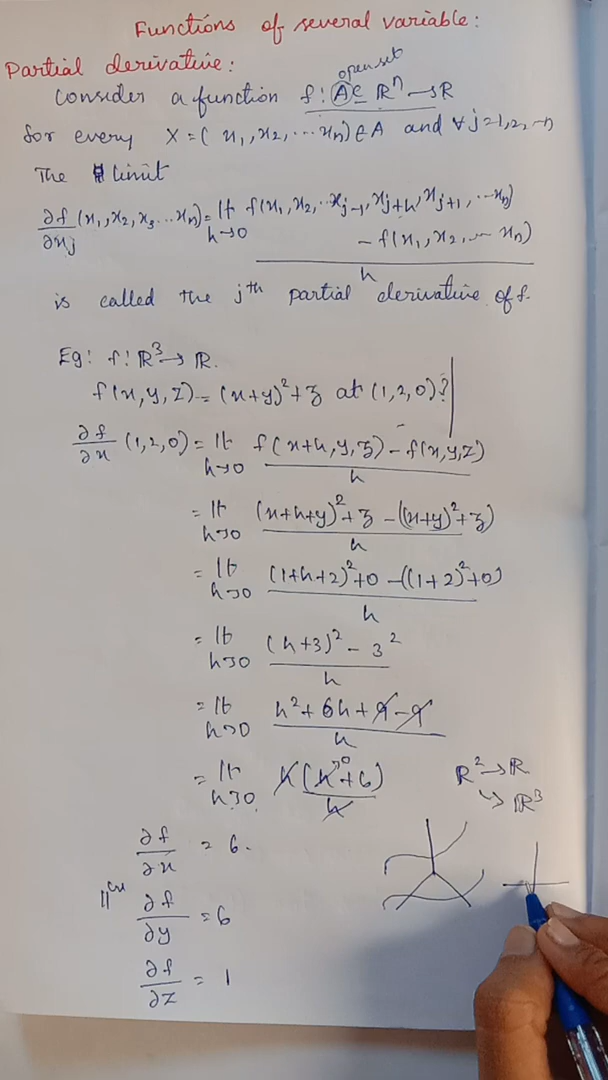 Functions of several variable:
Partial derivative:
open set
Consider a function f: A ⊆ ℝⁿ → ℝ
for every X = (x₁, x₂, ... xₙ) ∈ A and ∀ j = 1, 2, .. n
The limit
∂f/∂xⱼ (x₁, x₂, x₃ ... xₙ) = lt h→0 f(x₁, x₂, .. xⱼ₋₁, xⱼ+h, xⱼ₊₁, ... xₙ) - f(x₁, x₂, ... xₙ) / h
is called the jth partial derivative of f.
Eg: f: ℝ³ → ℝ.
f(x, y, z) = (x+y)² + z at (1, 2, 0)?
∂f/∂x (1, 2, 0) = lt h→0 f(x+h, y, z) - f(x, y, z) / h
= lt h→0 (x+h+y)² + z - ((x+y)² + z) / h
= lt h→0 (1+h+2)² + 0 - ((1+2)² + 0) / h
= lt h→0 (h+3)² - 3² / h
= lt h→0 h² + 6h + 9 - 9 / h
= lt h→0 h(h→0 + 6) / h
ℝ² → ℝ
↳ ℝ³
∂f/∂x = 6.
||ly ∂f/∂y = 6
∂f/∂z = 1